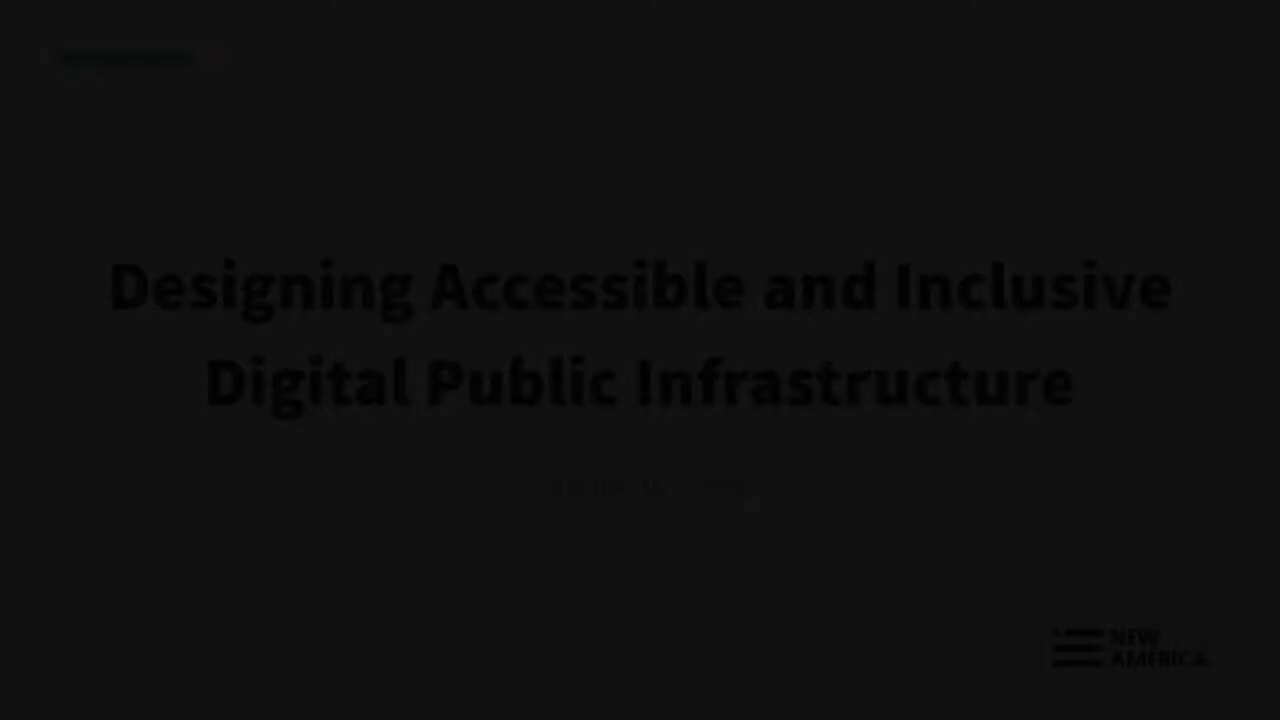 Designing Accessible and Inclusive
Digital Public Infrastructure
NEW
AMERICA